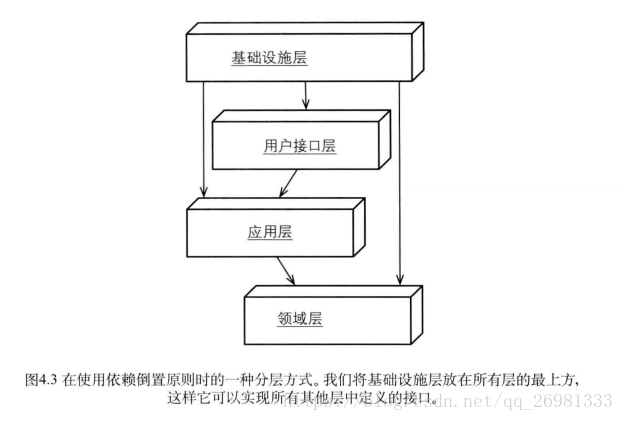 基础设施层
用户接口层
应用层
领域层
图4.3 在使用依赖倒置原则时的一种分层方式。我们将基础设施层放在所有层的最上方,
这样它可以实现所有其他层中定义的接口。
https://blog.csdn.net/qq_26981333